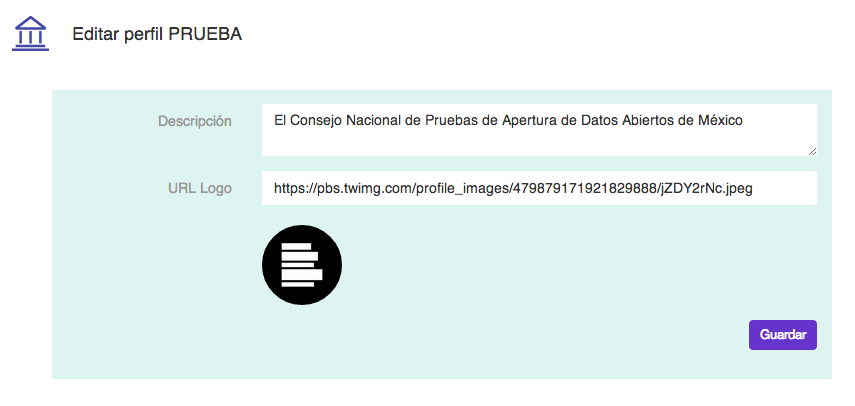 Editar perfil PRUEBA
Descripción
El Consejo Nacional de Pruebas de Apertura de Datos Abiertos de México
URL Logo
https://pbs.twimg.com/profile_images/479879171921829888/jZDY2rNc.jpeg
Guardar